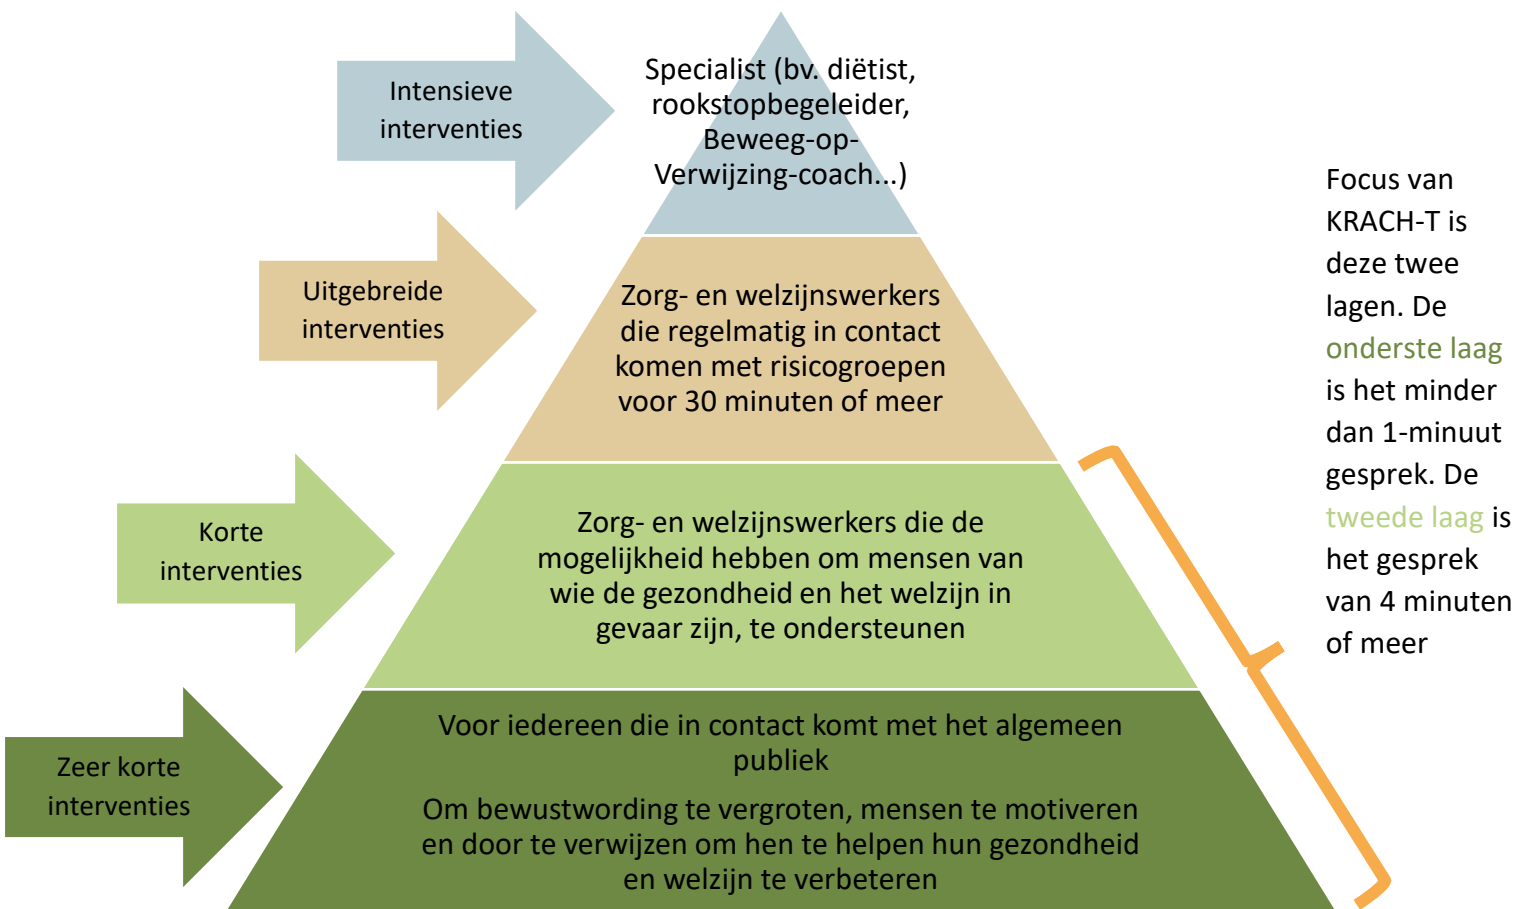 Intensieve
interventies
Specialist (bv. diëtist,
rookstopbegeleider,
Beweeg-op-
Verwijzing-coach...)
Uitgebreide
interventies
Zorg- en welzijnswerkers
die regelmatig in contact
komen met risicogroepen
voor 30 minuten of meer
Korte
interventies
Zorg- en welzijnswerkers die de
mogelijkheid hebben om mensen van
wie de gezondheid en het welzijn in
gevaar zijn, te ondersteunen
Zeer korte
interventies
Voor iedereen die in contact komt met het algemeen
publiek
Om bewustwording te vergroten, mensen te motiveren
en door te verwijzen om hen te helpen hun gezondheid
en welzijn te verbeteren
Focus van
KRACH-T is
deze twee
lagen. De
onderste laag
is het minder
dan 1-minuut
gesprek. De
tweede laag is
het gesprek
van 4 minuten
of meer